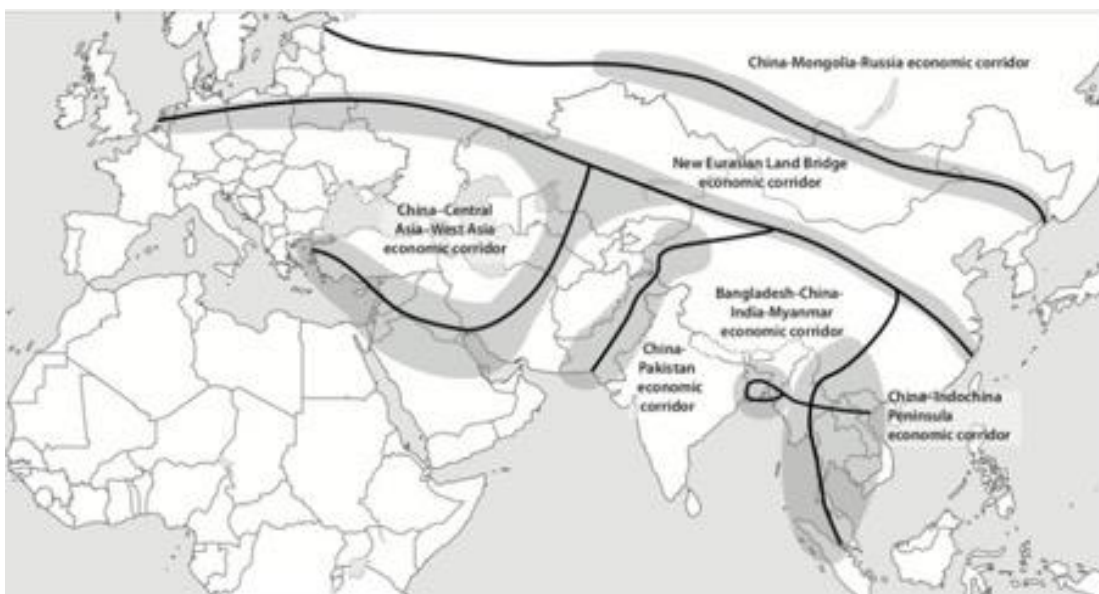 China-Mongolia-Russia economic corridor
New Eurasian Land Bridge
economic corridor
China–Central
Asia–West Asia
economic corridor
Bangladesh-China-
India-Myanmar
economic corridor
China-
Pakistan
economic
corridor
China–Indochina
Peninsula
economic corridor